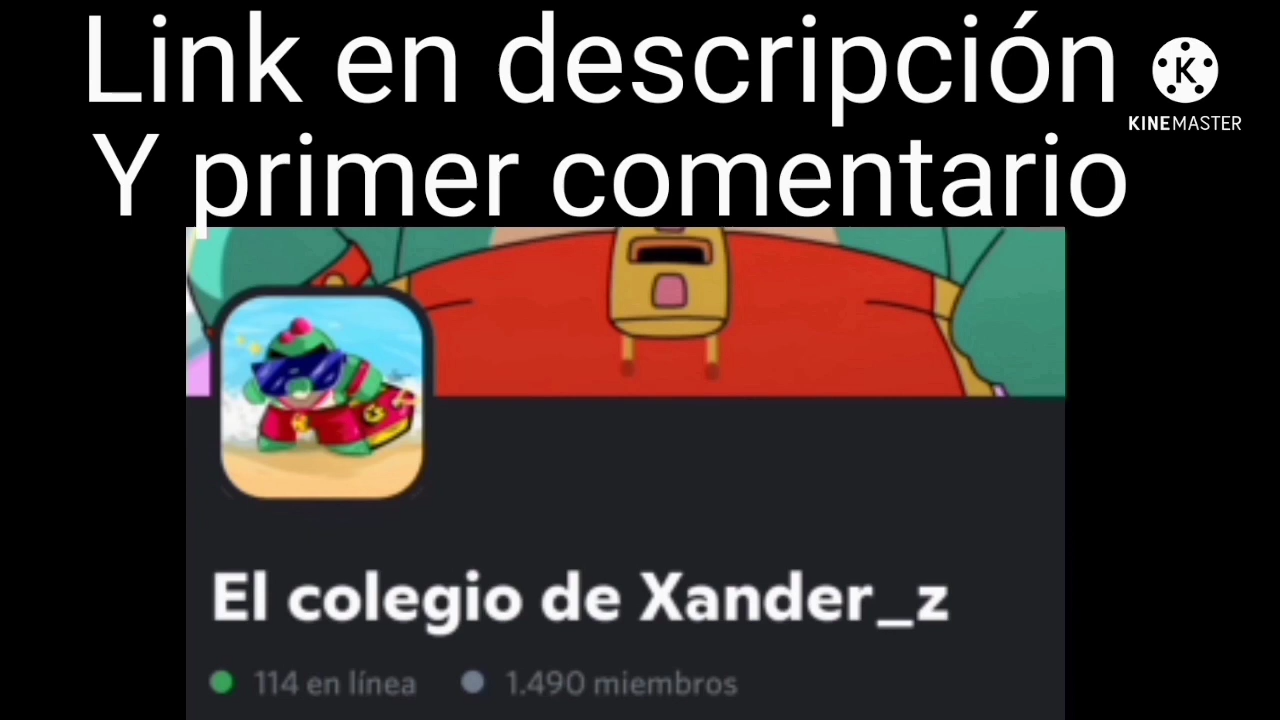 Link en descripción
KINEMASTER
Y primer comentario
El colegio de Xander_z
114 en línea 1.490 miembros